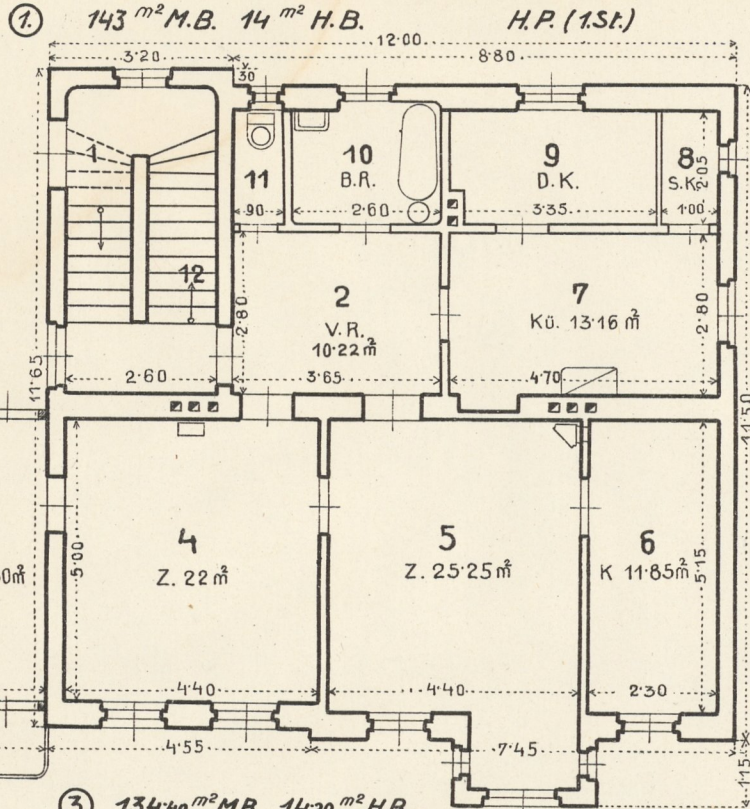 1. 143 m² M.B. 14 m² H.B. H.P. (1.St.)
12·00
3·20 8·80
30
1
11
90
10
B.R.
2·60
9
D.K.
3·35
8
S.K.
1·00
2·05
12
2·60
2
V.R.
10·22 m²
2·80
3·65
7
Kü. 13·16 m²
2·80
4·70
11·65
11·50
4
Z. 22 m²
5·00
4·40
5
Z. 25·25 m²
4·40
6
K 11·85 m²
5·15
2·30
0 m²
4·55 7·45
1·15
3 134·40 m² M.B. 14·20 m² H.B.